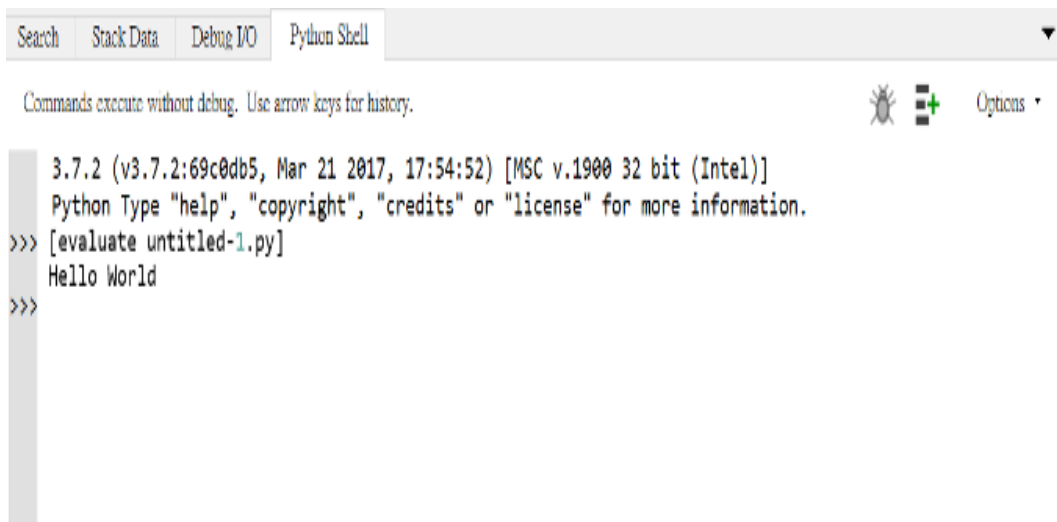 Search Stack Data Debug I/O Python Shell
Commands execute without debug. Use arrow keys for history. Options
3.7.2 (v3.7.2:69c0db5, Mar 21 2017, 17:54:52) [MSC v.1900 32 bit (Intel)]
Python Type "help", "copyright", "credits" or "license" for more information.
>>> [evaluate untitled-1.py]
Hello World
>>>